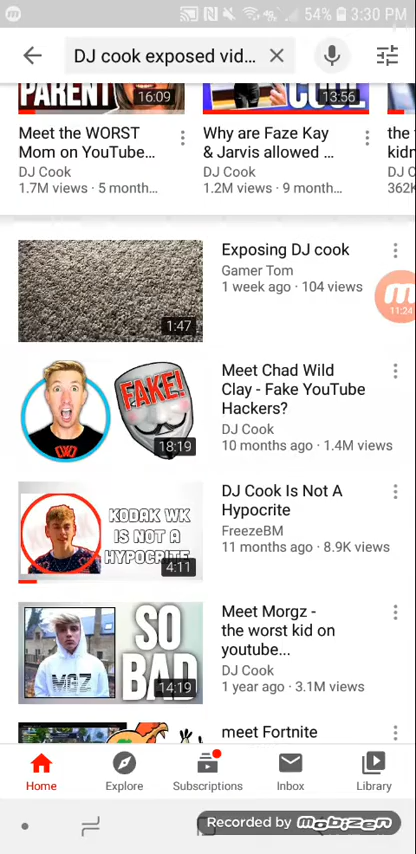 54% 3:30 PM
DJ cook exposed vid...
PARENT
16:09
COOL
13:56
Meet the WORST
Mom on YouTube...
DJ Cook
1.7M views · 5 month...
Why are Faze Kay
& Jarvis allowed ...
DJ Cook
1.2M views · 9 month...
the
kidn
DJ C
362K
1:47
Exposing DJ cook
Gamer Tom
1 week ago · 104 views
11:24
FAKE!
18:19
Meet Chad Wild
Clay - Fake YouTube
Hackers?
DJ Cook
10 months ago · 1.4M views
KODAK WK
IS NOT A
HYPOCRITE
4:11
DJ Cook Is Not A
Hypocrite
FreezeBM
11 months ago · 8.9K views
MGZ
SO
BAD
14:19
Meet Morgz -
the worst kid on
youtube...
DJ Cook
1 year ago · 3.1M views
meet Fortnite
Home
Explore
Subscriptions
Inbox
Library
Recorded by Mobizen